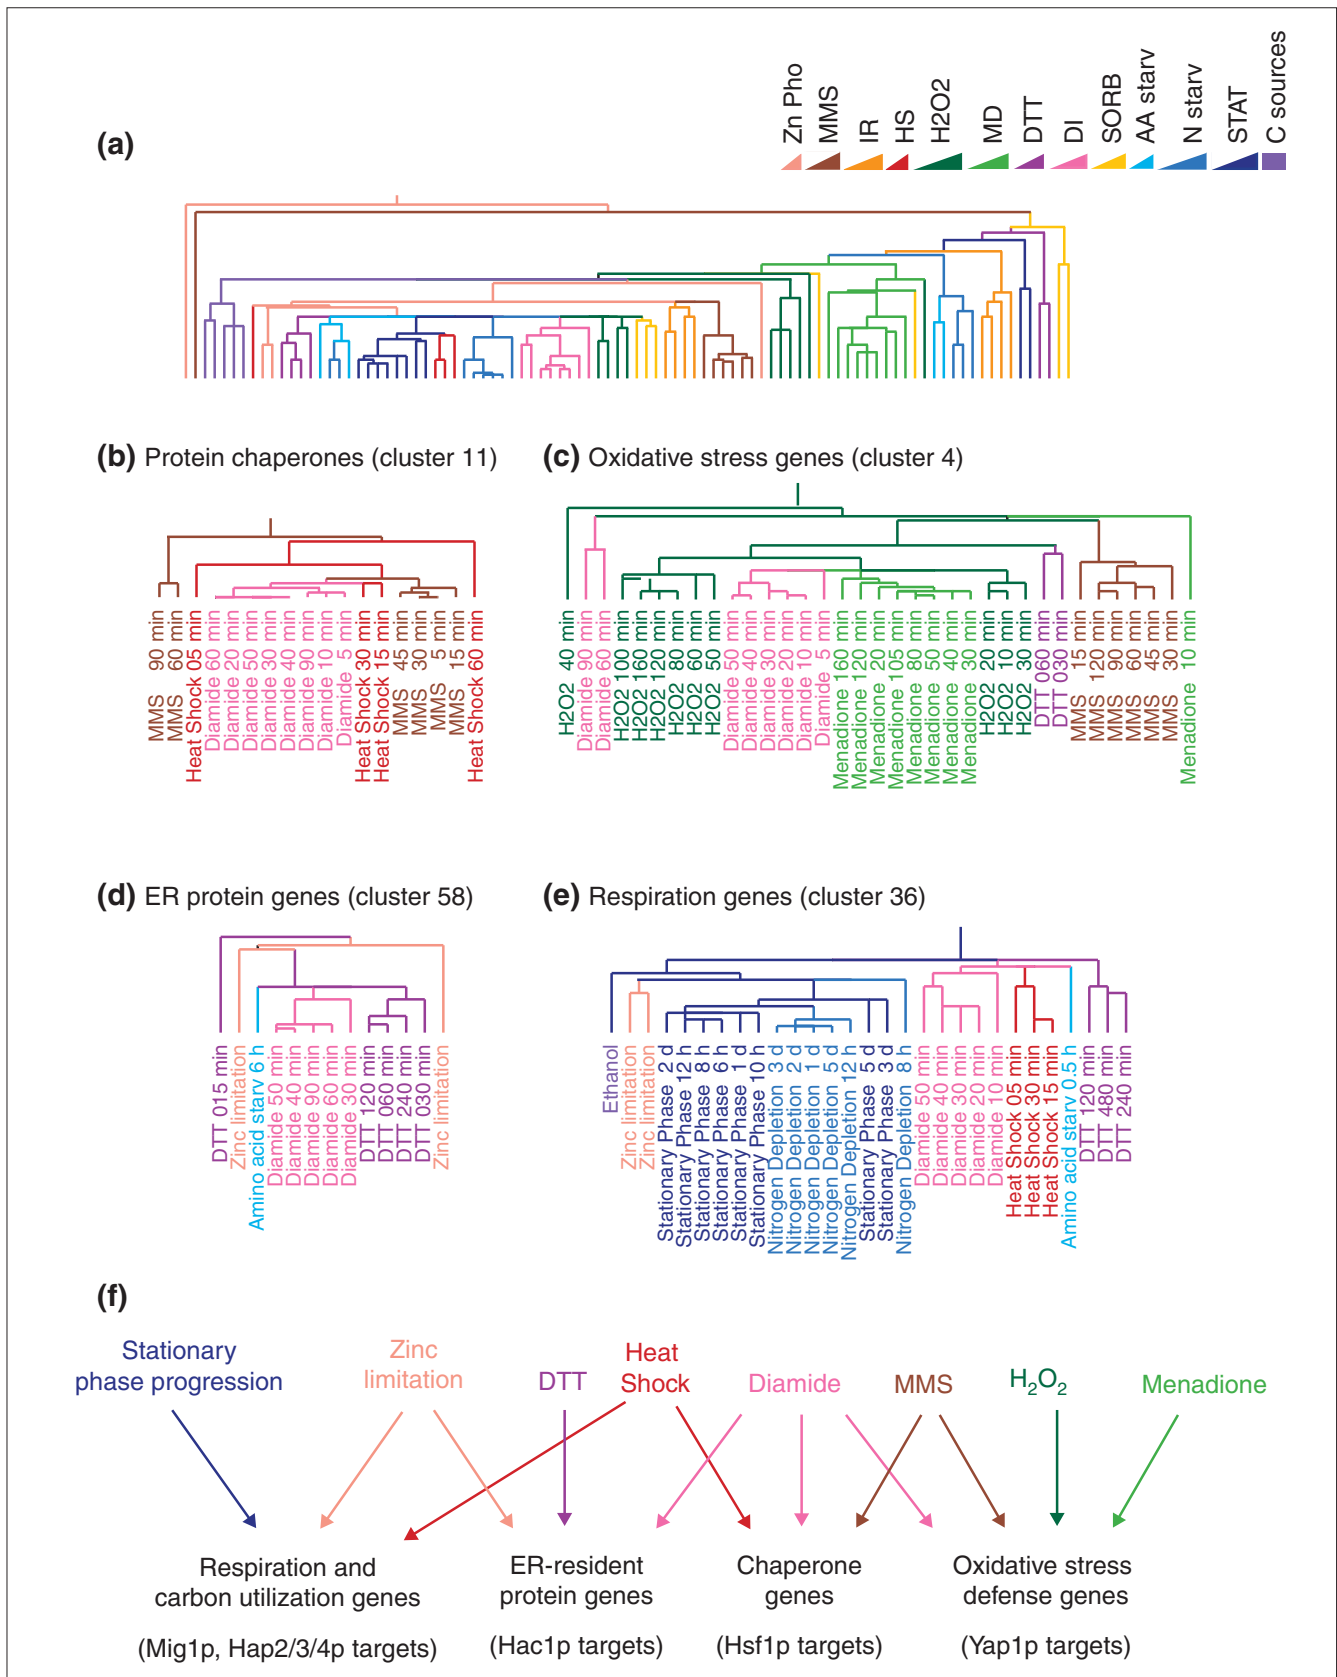 (a)
Zn Pho
MMS
IR
HS
H2O2
MD
DTT
DI
SORB
AA starv
N starv
STAT
C sources
(b) Protein chaperones (cluster 11)
MMS 90 min
MMS 60 min
Heat Shock 05 min
Diamide 60 min
Diamide 20 min
Diamide 50 min
Diamide 30 min
Diamide 40 min
Diamide 90 min
Diamide 10 min
Diamide 5 min
Heat Shock 30 min
Heat Shock 15 min
MMS 45 min
MMS 30 min
MMS 5 min
MMS 15 min
Heat Shock 60 min
(c) Oxidative stress genes (cluster 4)
H2O2 40 min
Diamide 90 min
Diamide 60 min
H2O2 100 min
H2O2 160 min
H2O2 120 min
H2O2 80 min
H2O2 60 min
H2O2 50 min
Diamide 50 min
Diamide 40 min
Diamide 30 min
Diamide 20 min
Diamide 10 min
Diamide 5 min
Menadione 160 min
Menadione 120 min
Menadione 20 min
Menadione 105 min
Menadione 80 min
Menadione 50 min
Menadione 40 min
Menadione 30 min
H2O2 20 min
H2O2 10 min
H2O2 30 min
DTT 060 min
DTT 030 min
MMS 15 min
MMS 120 min
MMS 90 min
MMS 60 min
MMS 45 min
MMS 30 min
Menadione 10 min
(d) ER protein genes (cluster 58)
DTT 015 min
Zinc limitation
Amino acid starv 6 h
Diamide 50 min
Diamide 40 min
Diamide 90 min
Diamide 60 min
Diamide 30 min
DTT 120 min
DTT 060 min
DTT 240 min
DTT 030 min
Zinc limitation
(e) Respiration genes (cluster 36)
Ethanol
Zinc limitation
Zinc limitation
Stationary Phase 2 d
Stationary Phase 12 h
Stationary Phase 8 h
Stationary Phase 6 h
Stationary Phase 1 d
Stationary Phase 10 h
Nitrogen Depletion 3 d
Nitrogen Depletion 2 d
Nitrogen Depletion 1 d
Nitrogen Depletion 5 d
Nitrogen Depletion 12 h
Stationary Phase 5 d
Stationary Phase 3 d
Nitrogen Depletion 8 h
Diamide 50 min
Diamide 40 min
Diamide 30 min
Diamide 20 min
Diamide 10 min
Heat Shock 05 min
Heat Shock 30 min
Heat Shock 15 min
Amino acid starv 0.5 h
DTT 120 min
DTT 480 min
DTT 240 min
(f)
Stationary
phase progression
Zinc
limitation
DTT
Heat
Shock
Diamide
MMS
H₂O₂
Menadione
Respiration and
carbon utilization genes
(Mig1p, Hap2/3/4p targets)
ER-resident
protein genes
(Hac1p targets)
Chaperone
genes
(Hsf1p targets)
Oxidative stress
defense genes
(Yap1p targets)